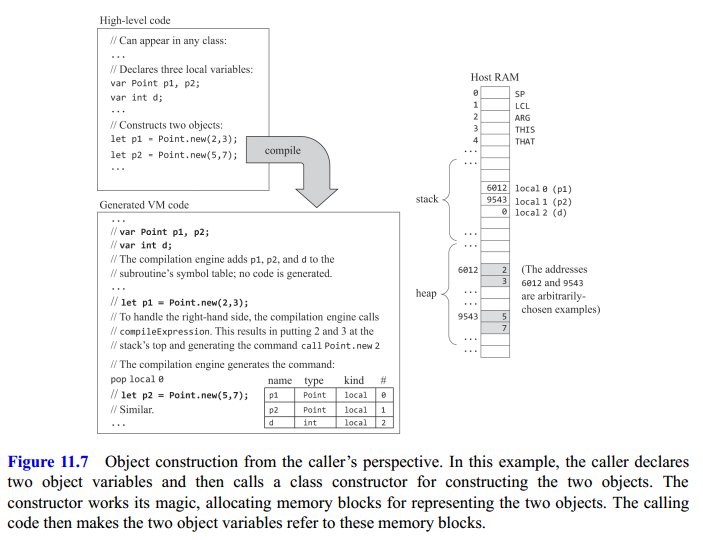 High-level code
// Can appear in any class:
...
// Declares three local variables:
var Point p1, p2;
var int d;
...
// Constructs two objects:
let p1 = Point.new(2,3);
let p2 = Point.new(5,7);
...
compile
Generated VM code
...
// var Point p1, p2;
// var int d;
// The compilation engine adds p1, p2, and d to the
// subroutine's symbol table; no code is generated.
...
// let p1 = Point.new(2,3);
// To handle the right-hand side, the compilation engine calls
// compileExpression. This results in putting 2 and 3 at the
// stack's top and generating the command call Point.new 2
// The compilation engine generates the command:
pop local 0
// let p2 = Point.new(5,7);
// Similar.
...
name type kind #
p1 Point local 0
p2 Point local 1
d int local 2
Host RAM
0 SP
1 LCL
2 ARG
3 THIS
4 THAT
...
...
stack
6012 local 0 (p1)
9543 local 1 (p2)
0 local 2 (d)
...
...
heap
6012 2
3
...
...
9543 5
7
...
...
(The addresses
6012 and 9543
are arbitrarily-
chosen examples)
Figure 11.7 Object construction from the caller's perspective. In this example, the caller declares
two object variables and then calls a class constructor for constructing the two objects. The
constructor works its magic, allocating memory blocks for representing the two objects. The calling
code then makes the two object variables refer to these memory blocks.